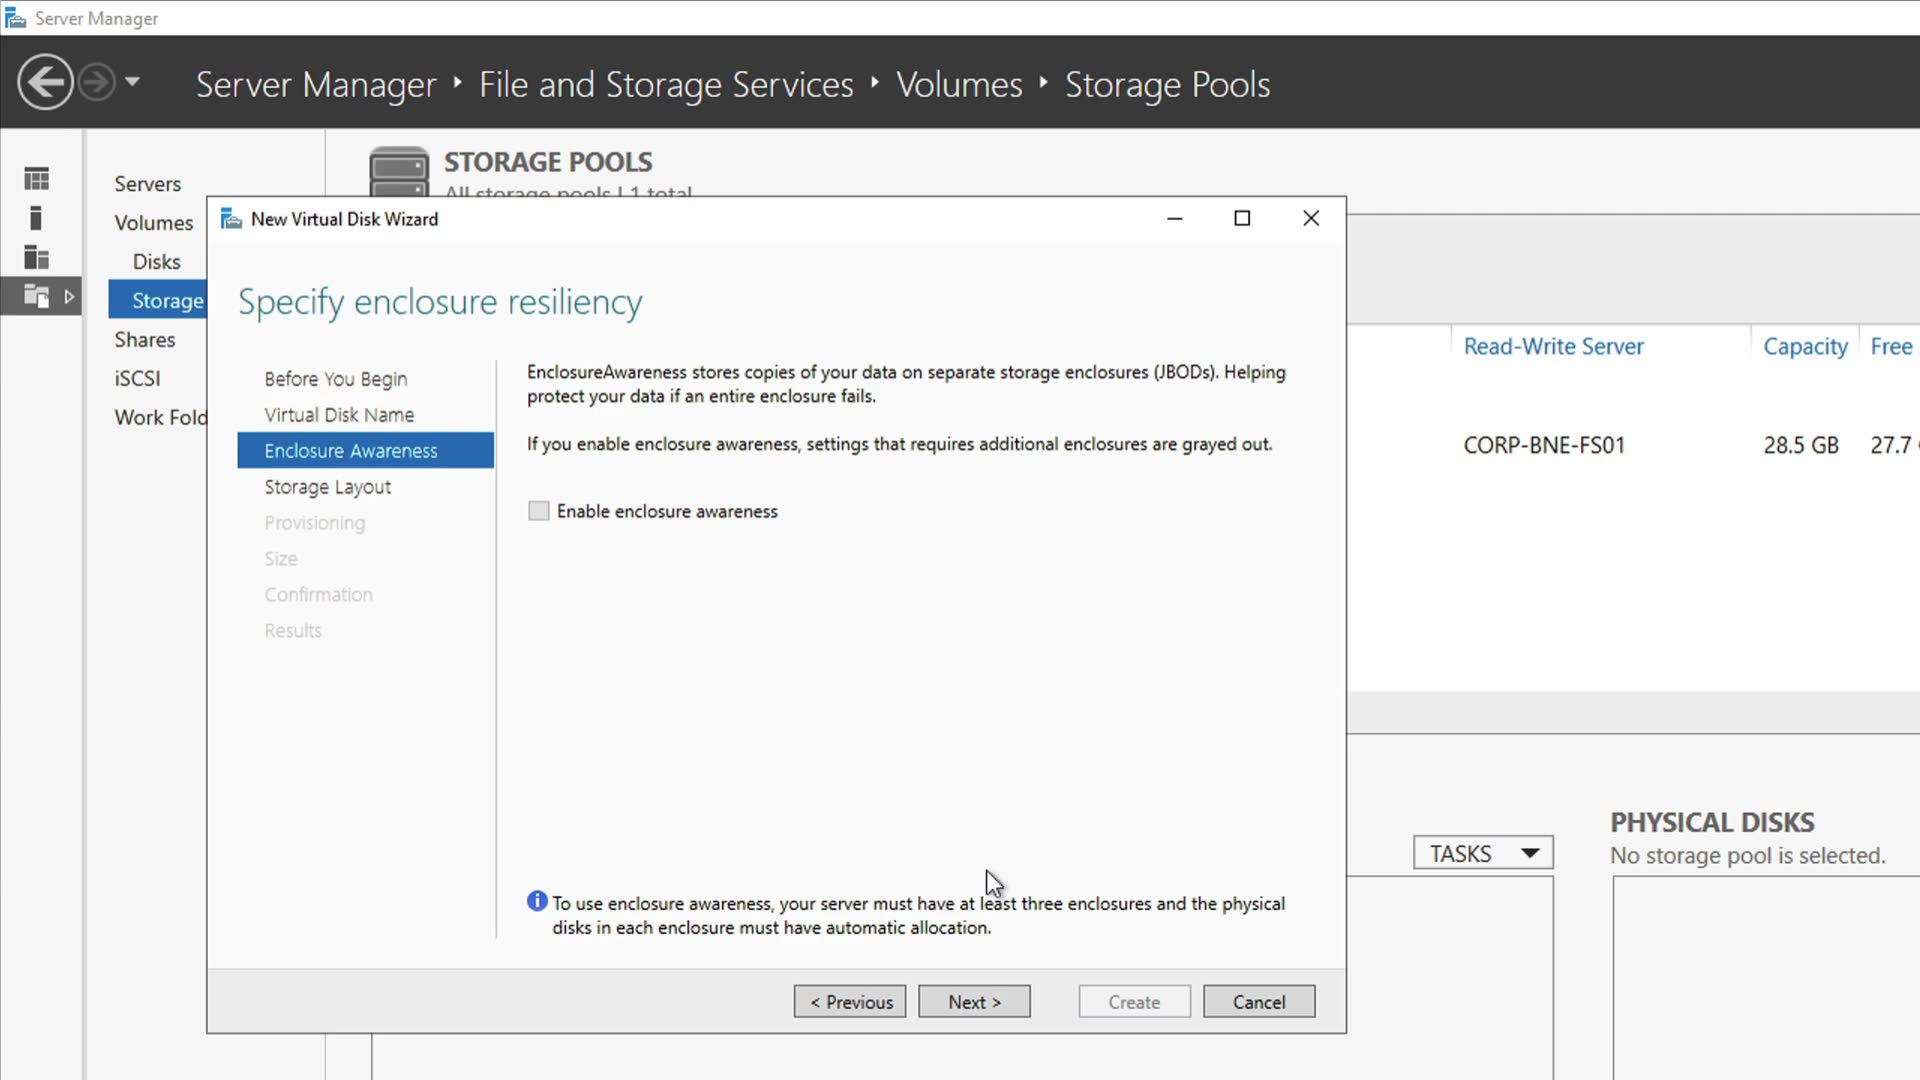 Server Manager
Server Manager ‣ File and Storage Services ‣ Volumes ‣ Storage Pools
Servers
Volumes
Disks
Storage
Shares
iSCSI
Work Fold
STORAGE POOLS
All storage pools | 1 total
New Virtual Disk Wizard
Specify enclosure resiliency
Before You Begin
Virtual Disk Name
Enclosure Awareness
Storage Layout
Provisioning
Size
Confirmation
Results
EnclosureAwareness stores copies of your data on separate storage enclosures (JBODs). Helping
protect your data if an entire enclosure fails.
If you enable enclosure awareness, settings that requires additional enclosures are grayed out.
Enable enclosure awareness
To use enclosure awareness, your server must have at least three enclosures and the physical
disks in each enclosure must have automatic allocation.
< Previous
Next >
Create
Cancel
Read-Write Server Capacity Free
CORP-BNE-FS01 28.5 GB 27.7
TASKS
PHYSICAL DISKS
No storage pool is selected.